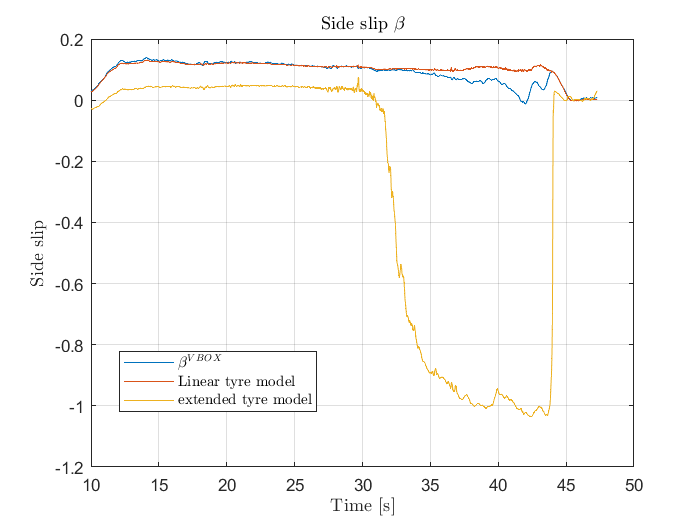 Side slip β
0.2
0
-0.2
-0.4
-0.6
-0.8
-1
-1.2
Side slip
β^{VBOX}
Linear tyre model
extended tyre model
10 15 20 25 30 35 40 45 50
Time [s]